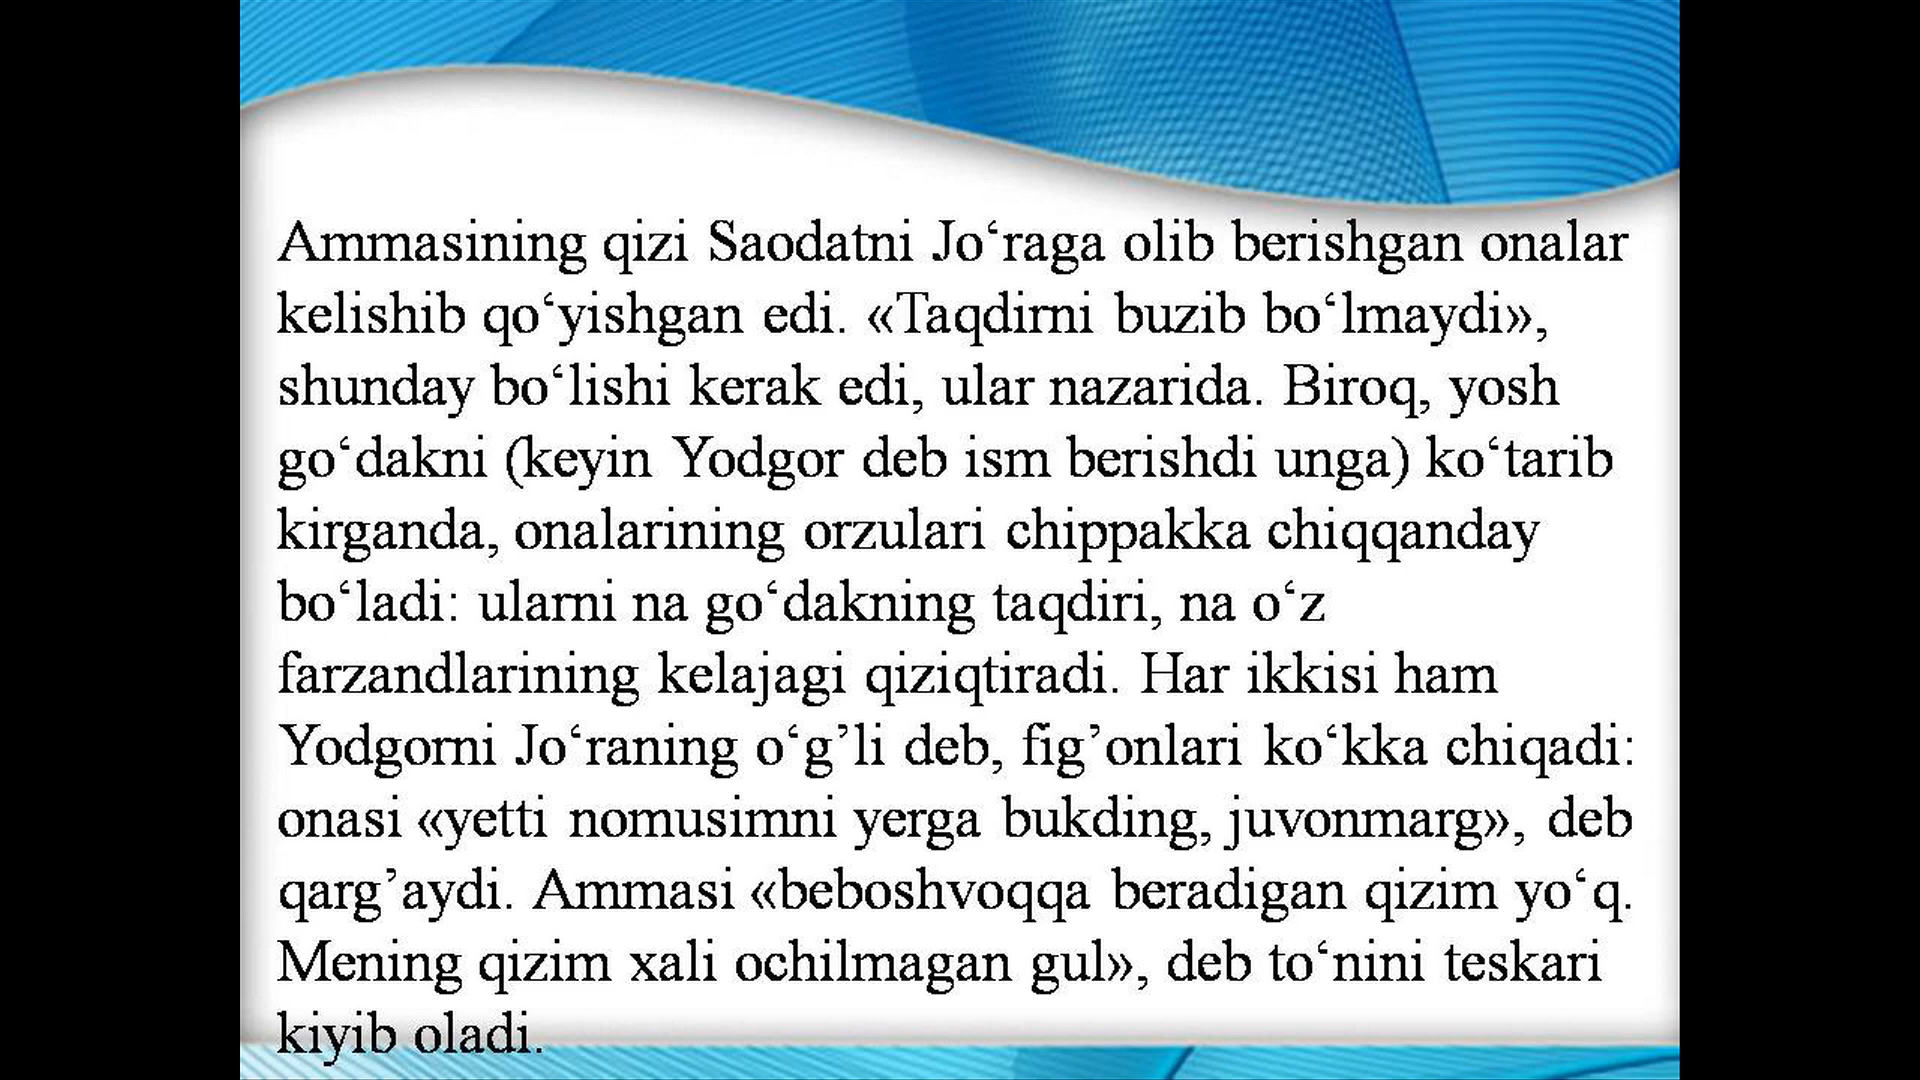 Ammasining qizi Saodatni Jo‘raga olib berishgan onalar
kelishib qo‘yishgan edi. «Taqdirni buzib bo‘lmaydi»,
shunday bo‘lishi kerak edi, ular nazarida. Biroq, yosh
go‘dakni (keyin Yodgor deb ism berishdi unga) ko‘tarib
kirganda, onalarining orzulari chippakka chiqqanday
bo‘ladi: ularni na go‘dakning taqdiri, na o‘z
farzandlarining kelajagi qiziqtiradi. Har ikkisi ham
Yodgorni Jo‘raning o‘g’li deb, fig’onlari ko‘kka chiqadi:
onasi «yetti nomusimni yerga bukding, juvonmarg», deb
qarg’aydi. Ammasi «beboshvoqqa beradigan qizim yo‘q.
Mening qizim xali ochilmagan gul», deb to‘nini teskari
kiyib oladi.